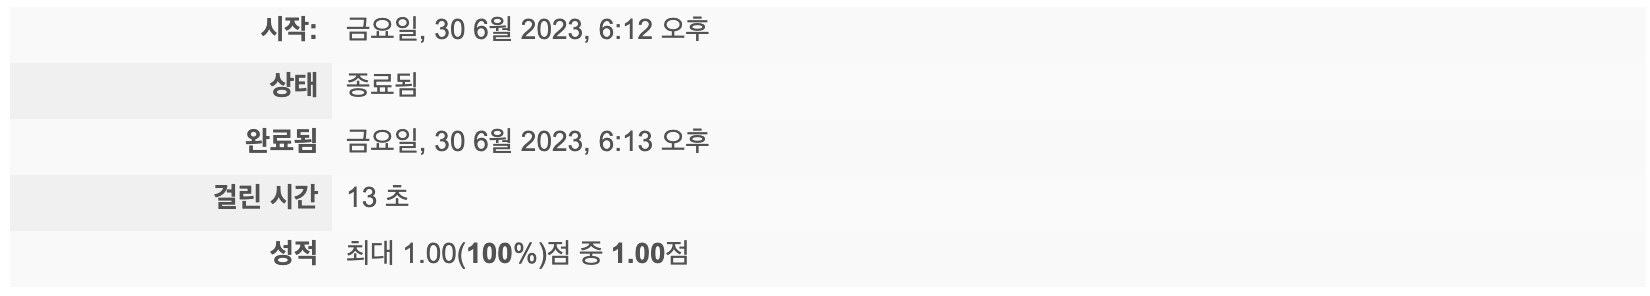 시작: 금요일, 30 6월 2023, 6:12 오후
상태 종료됨
완료됨 금요일, 30 6월 2023, 6:13 오후
걸린 시간 13 초
성적 최대 1.00(100%)점 중 1.00점